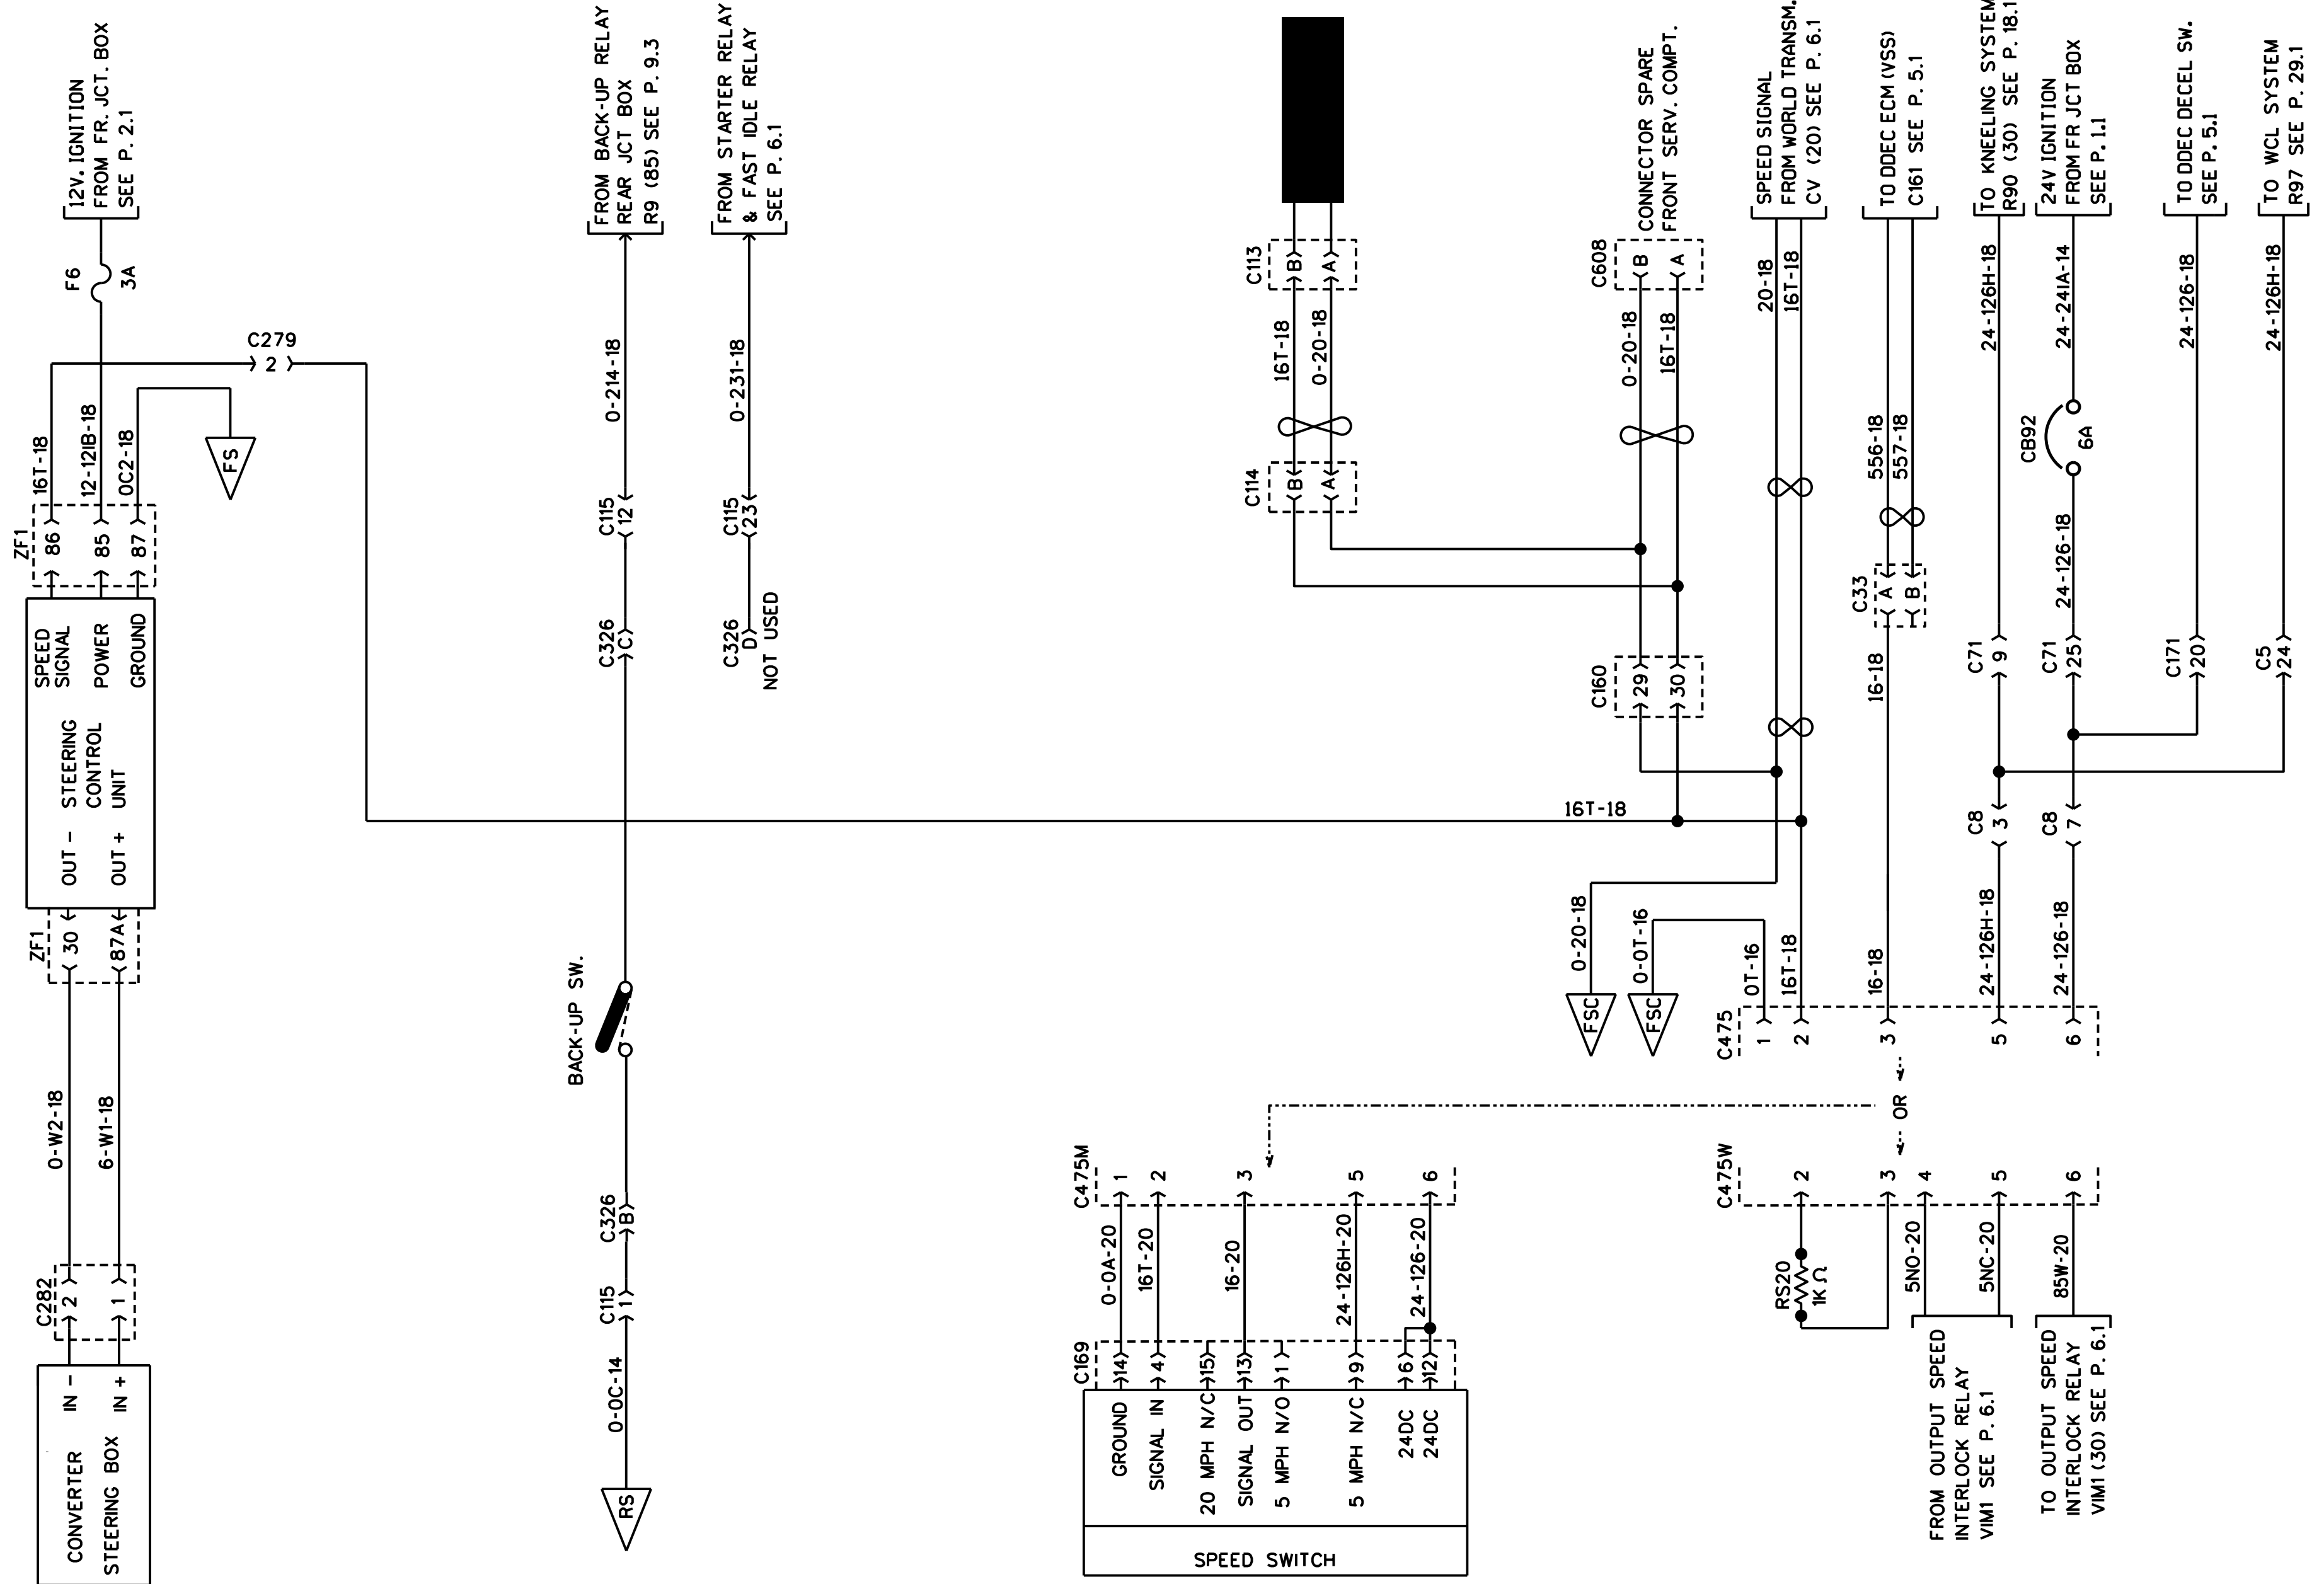 12V. IGNITION
FROM FR. JCT. BOX
SEE P. 2.1
F6
3A
C279
2
16T-18
12-12IB-18
0C2-18
FS
ZF1
86
85
87
SPEED
SIGNAL
POWER
GROUND
STEERING
CONTROL
UNIT
OUT -
OUT +
ZF1
30
87A
0-W2-18
6-W1-18
C282
2
1
IN -
IN +
CONVERTER
STEERING BOX
FROM BACK-UP RELAY
REAR JCT BOX
R9 (85) SEE P. 9.3
0-214-18
C115
12
C326
C
BACK-UP SW.
C326
B
C115
1
0-0C-14
RS
FROM STARTER RELAY
& FAST IDLE RELAY
SEE P. 6.1
0-231-18
C115
23
C326
D
NOT USED
C113
B
A
16T-18
0-20-18
C114
B
A
CONNECTOR SPARE
FRONT SERV. COMPT.
C608
B
A
0-20-18
16T-18
C160
29
30
16T-18
SPEED SIGNAL
FROM WORLD TRANSM.
CV (20) SEE P. 6.1
20-18
16T-18
0-20-18
FSC
0-0T-16
FSC
TO DDEC ECM (VSS)
C161 SEE P. 5.1
556-18
557-18
C33
A
B
16-18
TO KNEELING SYSTEM
R90 (30) SEE P. 18.1
24-126H-18
C71
9
C8
3
24V IGNITION
FROM FR JCT BOX
SEE P. 1.1
24-24IA-14
CB92
6A
24-126-18
C71
25
C8
7
TO DDEC DECEL SW.
SEE P. 5.1
24-126-18
C171
20
TO WCL SYSTEM
R97 SEE P. 29.1
24-126H-18
C5
24
0T-16
16T-18
16-18
24-126H-18
24-126-18
C475
1
2
3
5
6
OR
C475M
1
2
3
5
6
0-0A-20
16T-20
16-20
24-126H-20
24-126-20
C169
14
4
15
13
1
9
6
12
GROUND
SIGNAL IN
20 MPH N/C
SIGNAL OUT
5 MPH N/O
5 MPH N/C
24DC
24DC
SPEED SWITCH
C475W
2
3
4
5
6
RS20
1K Ω
5NO-20
5NC-20
85W-20
FROM OUTPUT SPEED
INTERLOCK RELAY
VIM1 SEE P. 6.1
TO OUTPUT SPEED
INTERLOCK RELAY
VIM1 (30) SEE P. 6.1